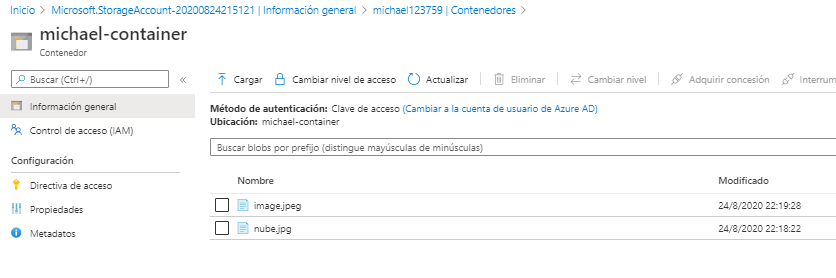 Inicio > Microsoft.StorageAccount-20200824215121 | Información general > michael123759 | Contenedores >
michael-container
Contenedor
Buscar (Ctrl+/)
Cargar Cambiar nivel de acceso Actualizar Eliminar Cambiar nivel Adquirir concesión Interrum
Información general
Control de acceso (IAM)
Configuración
Directiva de acceso
Propiedades
Metadatos
Método de autenticación: Clave de acceso (Cambiar a la cuenta de usuario de Azure AD)
Ubicación: michael-container
Buscar blobs por prefijo (distingue mayúsculas de minúsculas)
Nombre Modificado
image.jpeg 24/8/2020 22:19:28
nube.jpg 24/8/2020 22:18:22